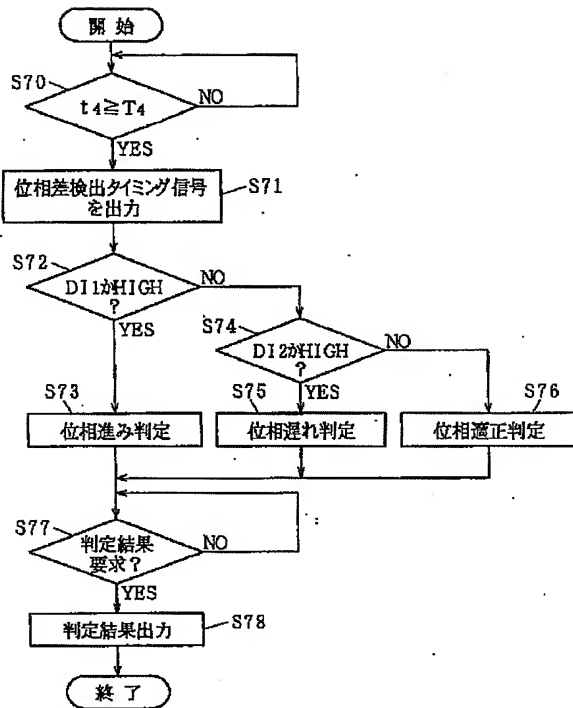 開始
S70
t4≧T4
NO
YES
位相差検出タイミング信号
を出力
S71
S72
DI1がHIGH
?
NO
YES
S74
DI2がHIGH
?
NO
YES
S73
位相進み判定
S75
位相遅れ判定
S76
位相適正判定
S77
判定結果
要求?
NO
YES
判定結果出力
S78
終了